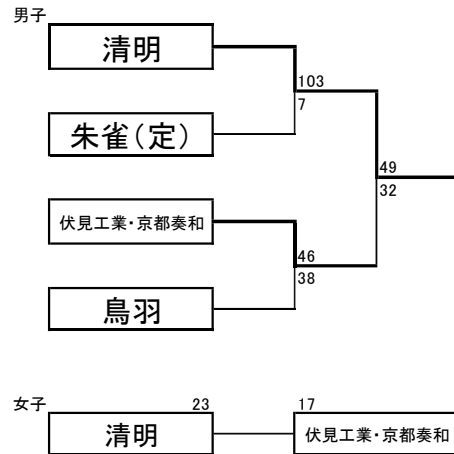 男子
清明
103
7
朱雀(定)
49
32
伏見工業・京都奏和
46
38
鳥羽
女子
23
17
清明
伏見工業・京都奏和